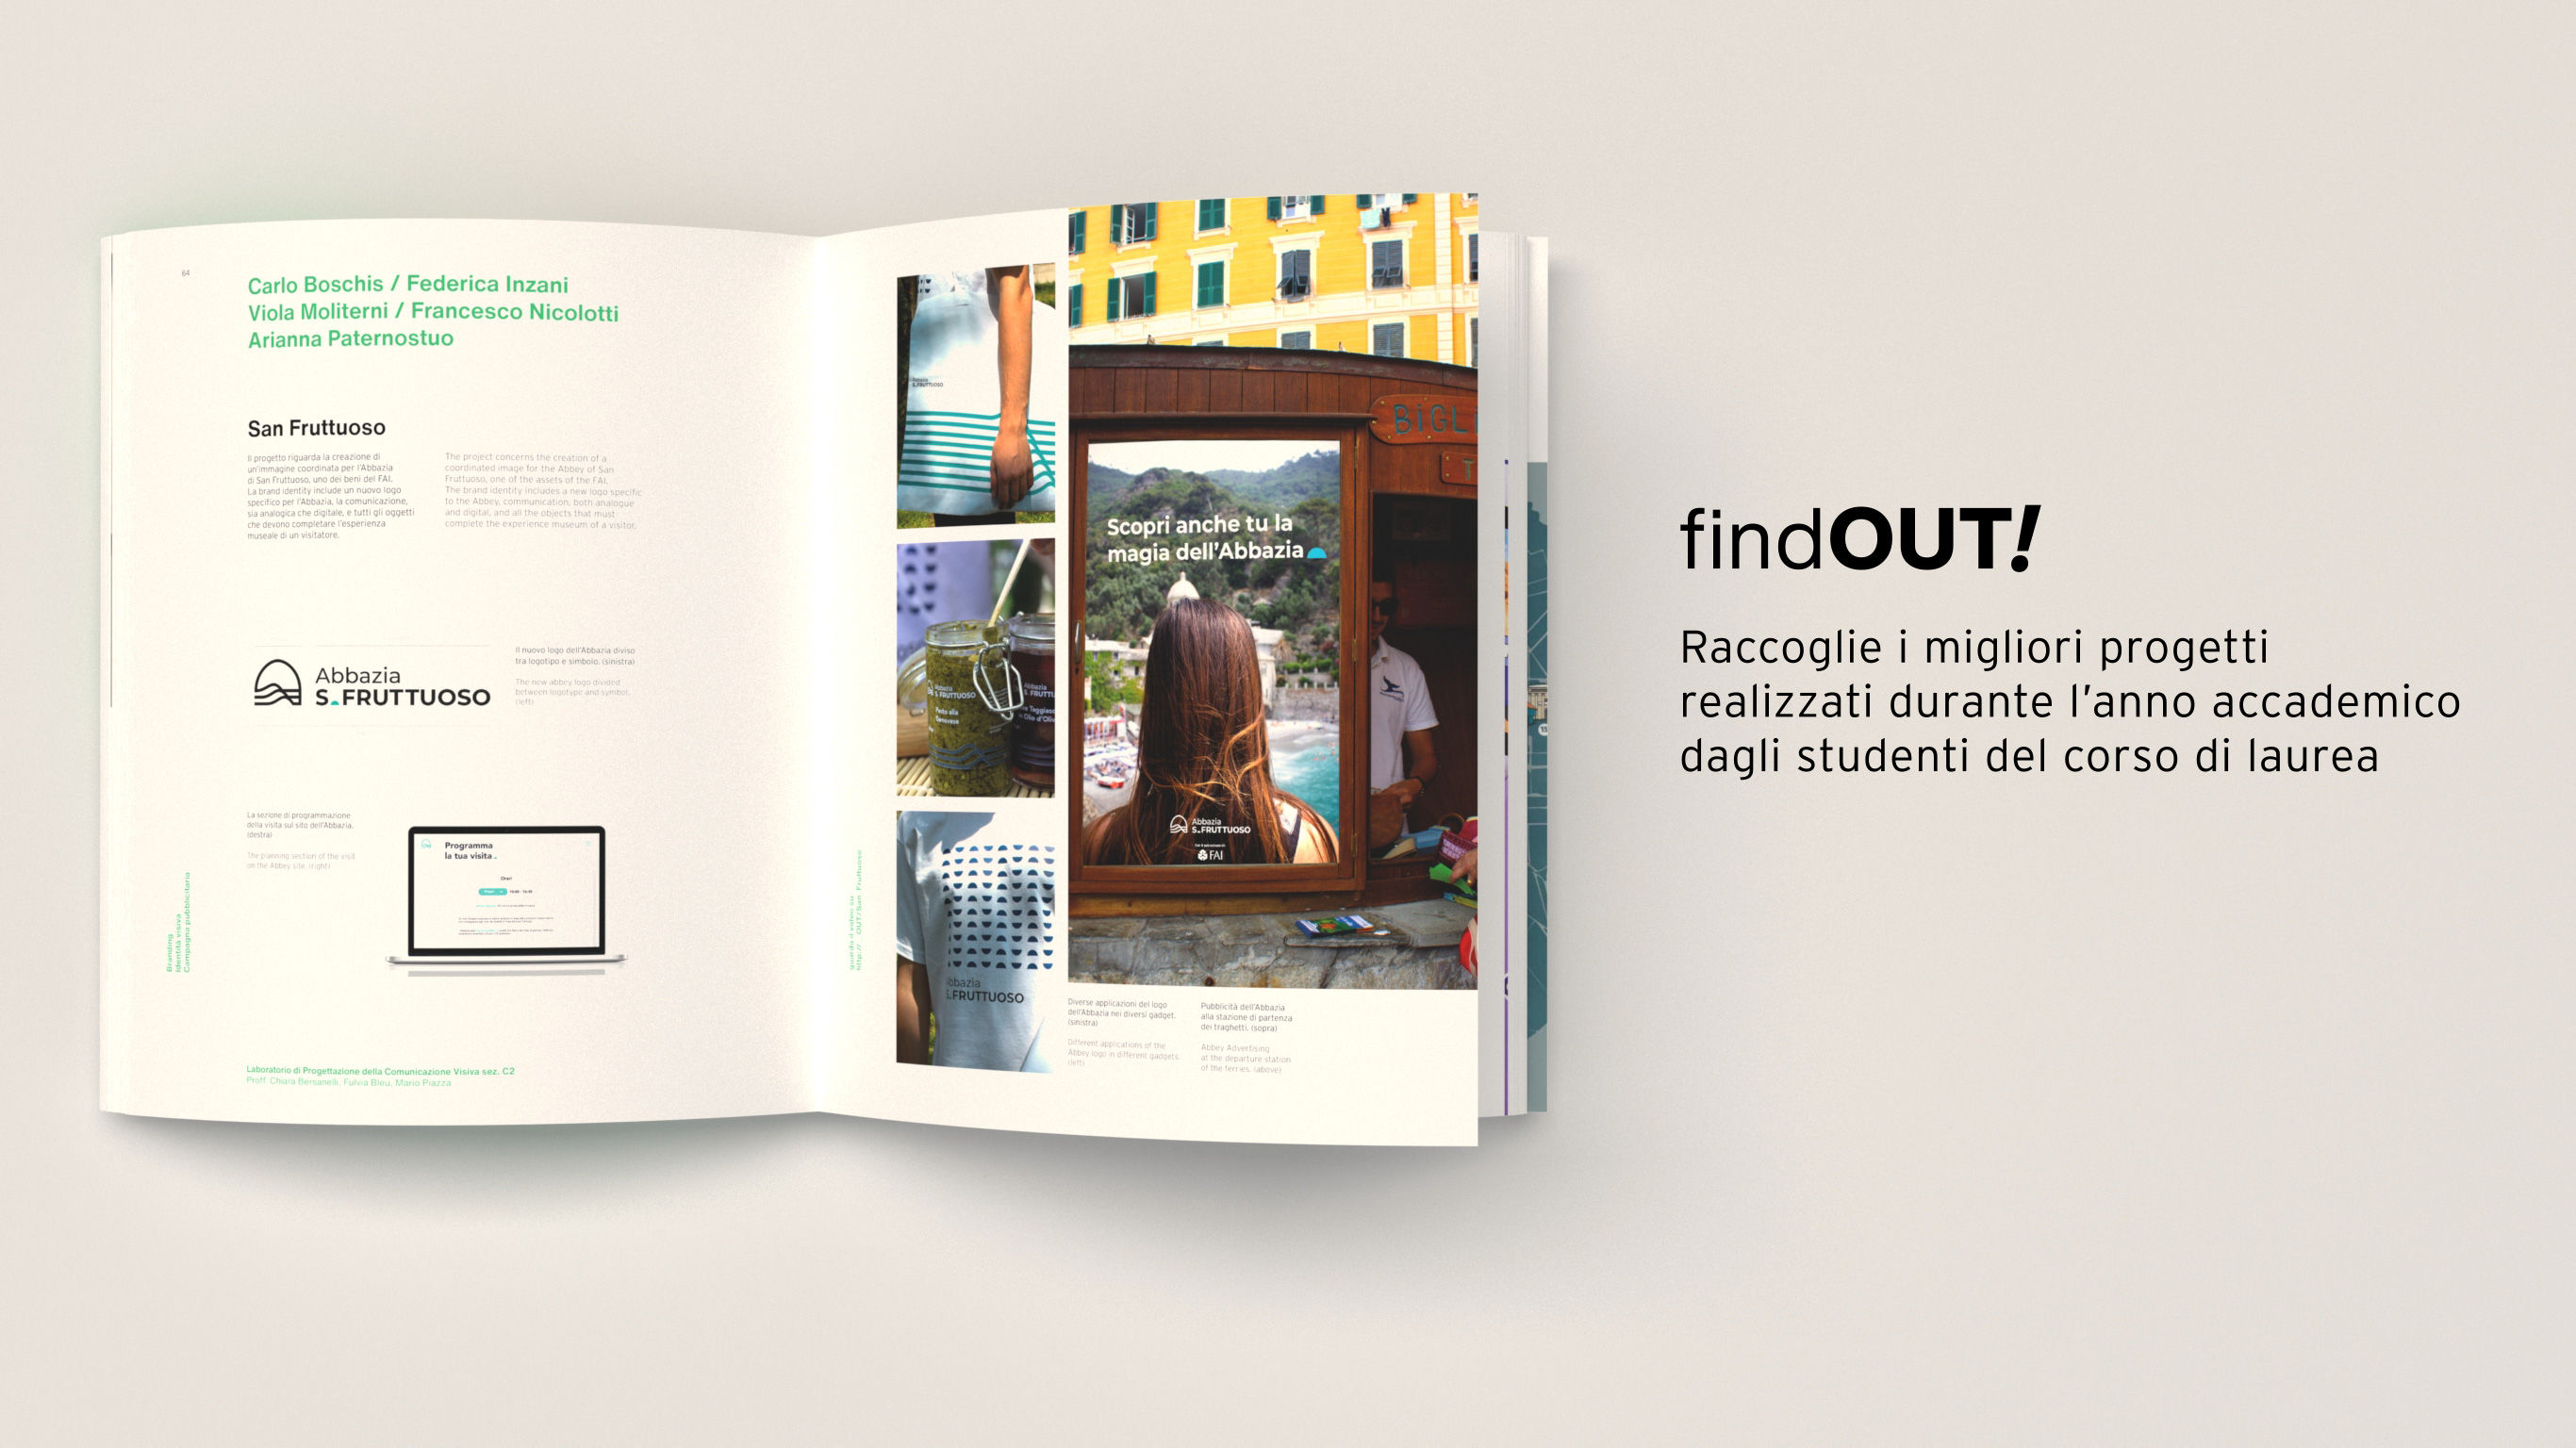 64
Carlo Boschis / Federica Inzani
Viola Moliterni / Francesco Nicolotti
Arianna Paternostuo
San Fruttuoso
Il progetto riguarda la creazione di
un'immagine coordinata per l'Abbazia
di San Fruttuoso, uno dei beni del FAI.
La brand identity include un nuovo logo
specifico per l'Abbazia, la comunicazione,
sia analogica che digitale, e tutti gli oggetti
che devono completare l'esperienza
museale di un visitatore.
The project concerns the creation of a
coordinated image for the Abbey of San
Fruttuoso, one of the assets of the FAI.
The brand identity includes a new logo specific
to the Abbey, communication, both analogue
and digital, and all the objects that must
complete the experience museum of a visitor.
Abbazia
S.FRUTTUOSO
Il nuovo logo dell'Abbazia diviso
tra logotipo e simbolo. (sinistra)
The new abbey logo divided
between logotype and symbol.
(left)
La sezione di programmazione
della visita sul sito dell'Abbazia.
(destra)
The planning section of the visit
on the Abbey site. (right)
Programma
la tua visita .
Orari
Branding
Identità visiva
Campagna pubblicitaria
Laboratorio di Progettazione della Comunicazione Visiva sez. C2
Proff. Chiara Bersanelli, Fulvia Bleu, Mario Piazza
Abbazia
S.FRUTTUOSO
Abbazia
S.FRUTTUOSO
Pesto alla
Genovese
Abbazia
S.FRUTTU
Abbazia
S.FRUTTUOSO
guarda il video su
http:// OUT/San Fruttuoso
BiGLi
T
Scopri anche tu la
magia dell'Abbazia
Abbazia
S.FRUTTUOSO
FAI
Diverse applicazioni del logo
dell'Abbazia nei diversi gadget.
(sinistra)
Different applications of the
Abbey logo in different gadgets.
(left)
Pubblicità dell'Abbazia
alla stazione di partenza
dei traghetti. (sopra)
Abbey Advertising
at the departure station
of the ferries. (above)
findOUT!
Raccoglie i migliori progetti
realizzati durante l'anno accademico
dagli studenti del corso di laurea